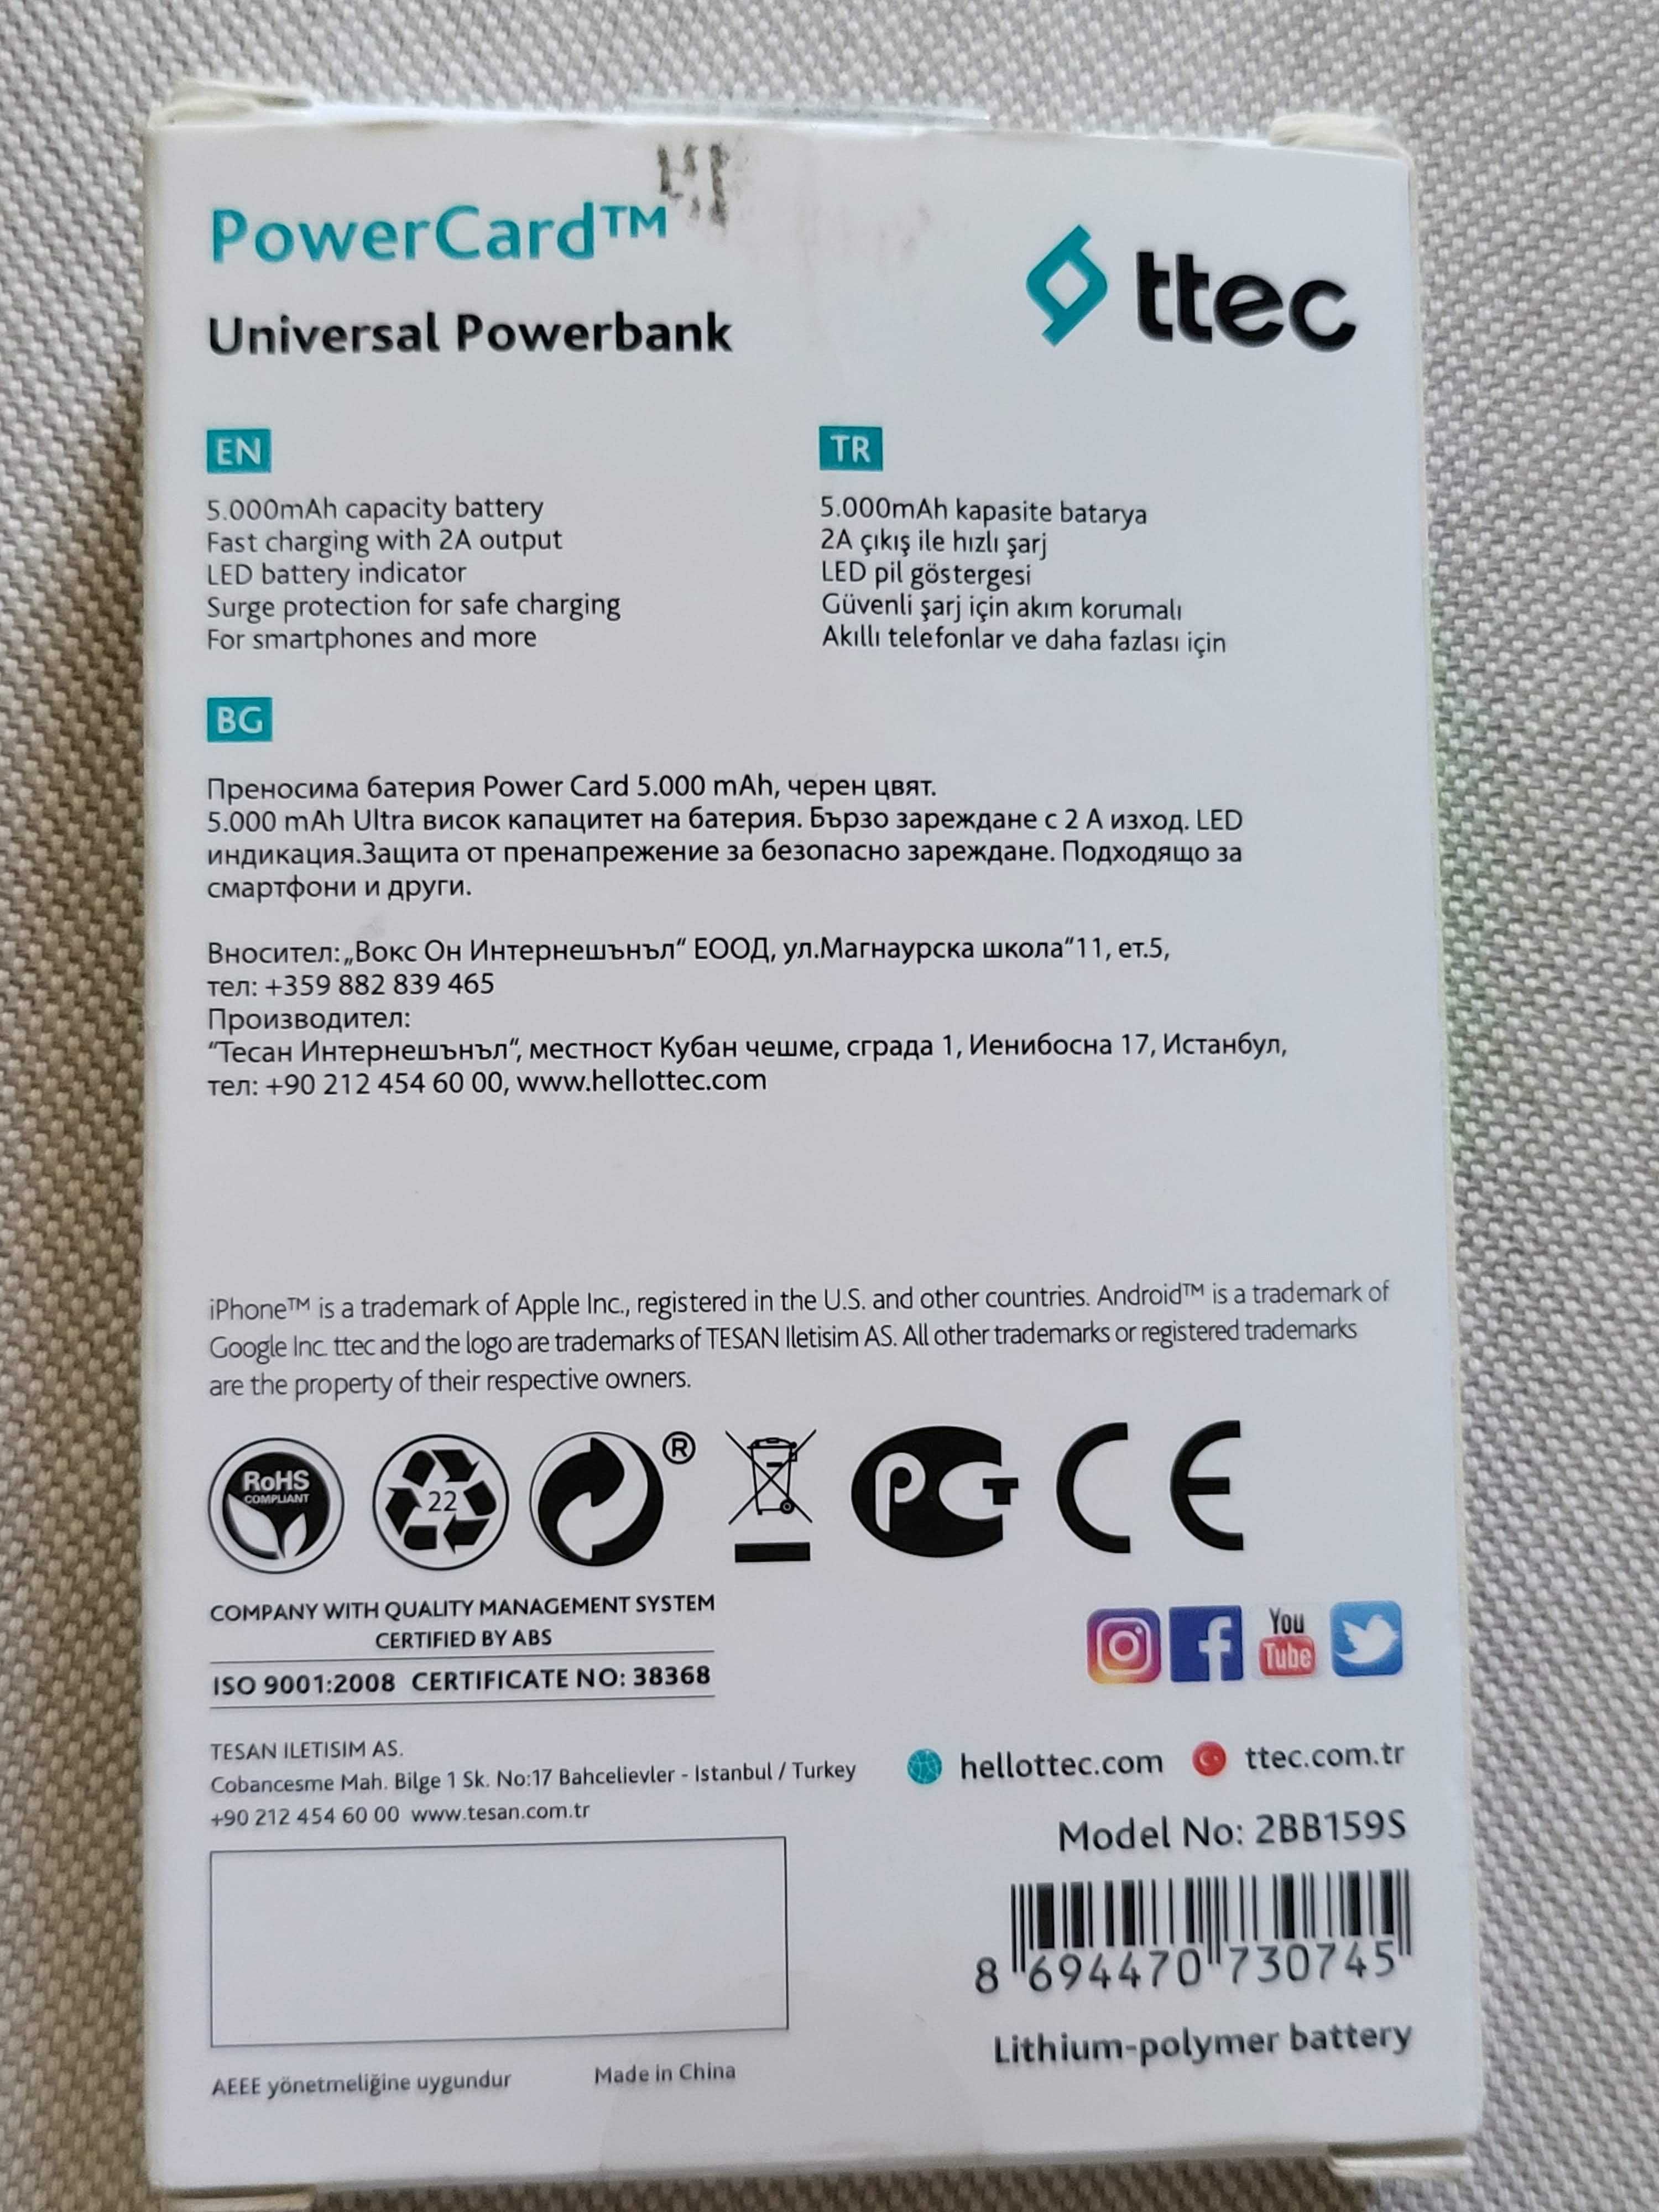 PowerCard™
Universal Powerbank
ttec
EN
5.000mAh capacity battery
Fast charging with 2A output
LED battery indicator
Surge protection for safe charging
For smartphones and more
TR
5.000mAh kapasite batarya
2A çıkış ile hızlı şarj
LED pil göstergesi
Güvenli şarj için akım korumalı
Akıllı telefonlar ve daha fazlası için
BG
Преносима батерия Power Card 5.000 mAh, черен цвят.
5.000 mAh Ultra висок капацитет на батерия. Бързо зареждане с 2 А изход. LED
индикация.Защита от пренапрежение за безопасно зареждане. Подходящо за
смартфони и други.
Вносител:„Вокс Он Интернешънъл“ ЕООД, ул.Магнаурска школа“11, ет.5,
тел: +359 882 839 465
Производител:
“Тесан Интернешънъл“, местност Кубан чешме, сграда 1, Иенибосна 17, Истанбул,
тел: +90 212 454 60 00, www.hellottec.com
iPhone™ is a trademark of Apple Inc., registered in the U.S. and other countries. Android™ is a trademark of
Google Inc. ttec and the logo are trademarks of TESAN Iletisim AS. All other trademarks or registered trademarks
are the property of their respective owners.
RoHS
COMPLIANT
22
®
РСТ
CE
COMPANY WITH QUALITY MANAGEMENT SYSTEM
CERTIFIED BY ABS
ISO 9001:2008 CERTIFICATE NO: 38368
You
Tube
TESAN ILETISIM AS.
Cobancesme Mah. Bilge 1 Sk. No:17 Bahcelievler - Istanbul / Turkey
+90 212 454 60 00 www.tesan.com.tr
hellottec.com
ttec.com.tr
Model No: 2BB159S
8 694470 730745
Lithium-polymer battery
AEEE yönetmeliğine uygundur
Made in China